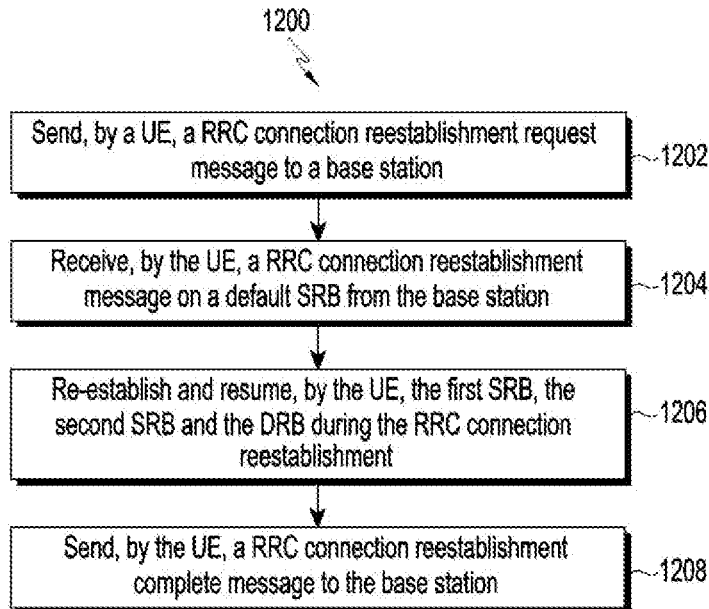 1200
Send, by a UE, a RRC connection reestablishment request
message to a base station
1202
Receive, by the UE, a RRC connection reestablishment
message on a default SRB from the base station
1204
Re-establish and resume, by the UE, the first SRB, the
second SRB and the DRB during the RRC connection
reestablishment
1206
Send, by the UE, a RRC connection reestablishment
complete message to the base station
1208